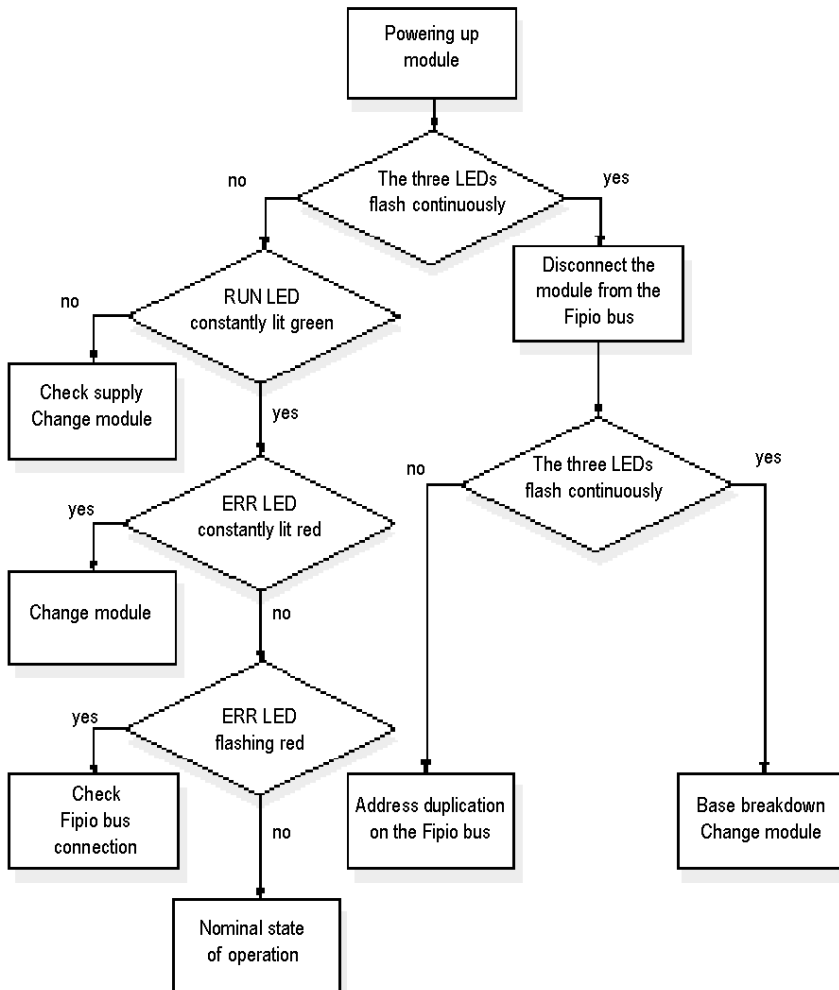 Powering up
module
The three LEDs
flash continuously
no
yes
RUN LED
constantly lit green
Disconnect the
module from the
Fipio bus
no
Check supply
Change module
yes
The three LEDs
flash continuously
no
yes
ERR LED
constantly lit red
yes
Change module
no
ERR LED
flashing red
yes
Check
Fipio bus
connection
Address duplication
on the Fipio bus
Base breakdown
Change module
no
Nominal state
of operation